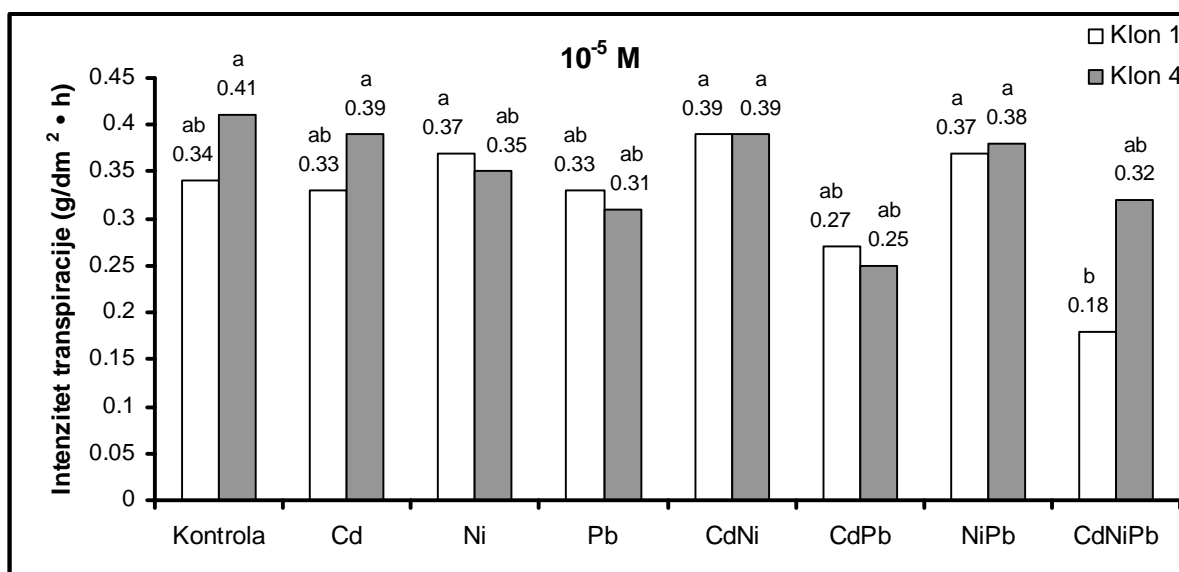 10⁻⁵ M
Klon 1
Klon 4
Intenzitet transpiracije (g/dm ² • h)
0.45
0.4
0.35
0.3
0.25
0.2
0.15
0.1
0.05
0
ab
0.34
a
0.41
ab
0.33
a
0.39
a
0.37
ab
0.35
ab
0.33
ab
0.31
a
0.39
a
0.39
ab
0.27
ab
0.25
a
0.37
a
0.38
b
0.18
ab
0.32
Kontrola Cd Ni Pb CdNi CdPb NiPb CdNiPb